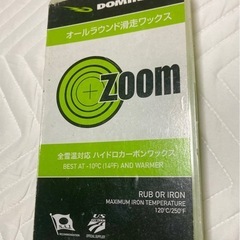 オールラウンド滑走ワックス
zoom
全雪温対応 ハイドロカーボンワックス
BEST AT -10°C (14°F) AND WARMER
RUB OR IRON
MAXIMUM IRON TEMPERATURE
120°C/250°F